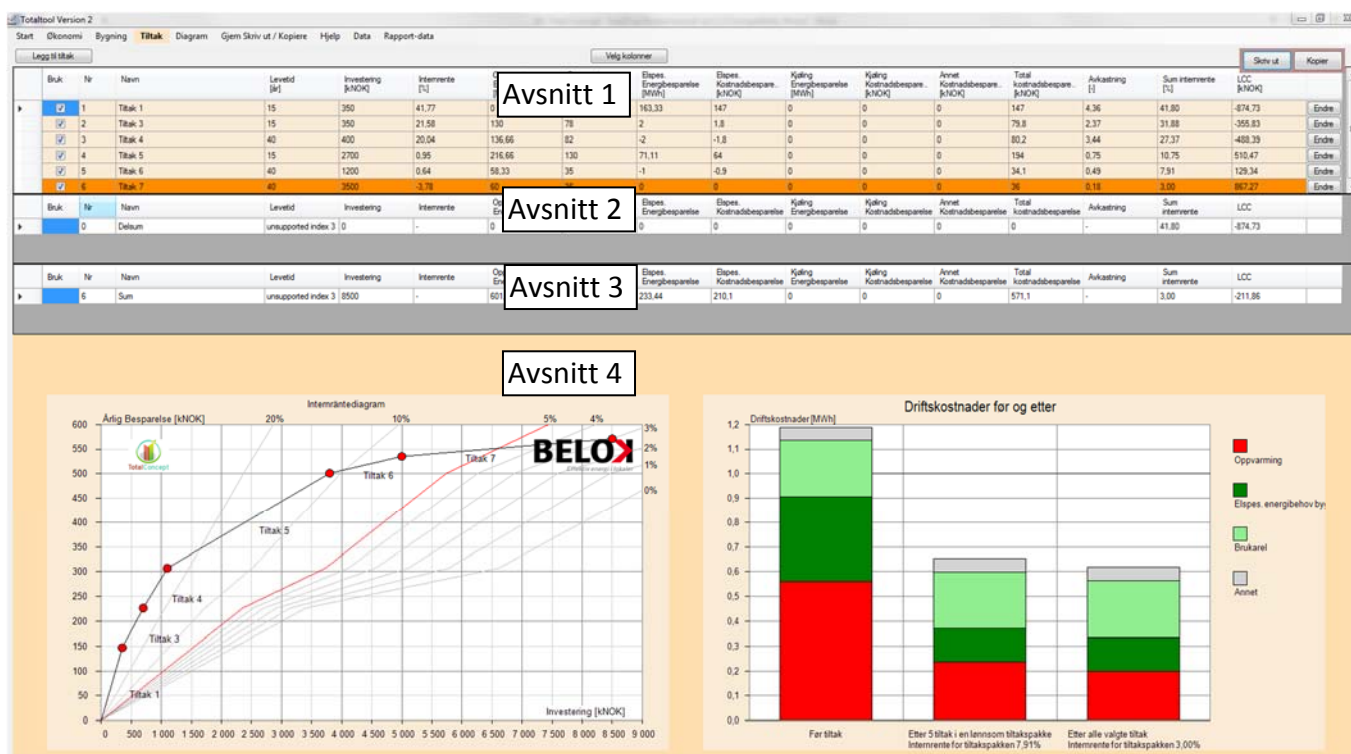 Totaltool Version 2
Start Økonomi Bygning Tiltak Diagram Gjem Skriv ut / Kopiere Hjelp Data Rapport-data
Legg til tiltak Velg kolonner Skriv ut Kopier
Bruk Nr Navn Levetid [år] Investering [kNOK] Internrente [%] Elspes. Energibesparelse [MWh] Elspes. Kostnadsbespare.. [kNOK] Kjøling Energibesparelse [MWh] Kjøling Kostnadsbespare.. [kNOK] Annet Kostnadsbespare.. [kNOK] Total kostnadsbespare.. [kNOK] Avkastning [-] Sum internrente [%] LCC [kNOK]
Avsnitt 1
1 Tiltak 1 15 350 41,77 0 163,33 147 0 0 0 147 4,36 41,80 -874,73 Endre
2 Tiltak 3 15 350 21,58 130 78 2 1,8 0 0 0 79,8 2,37 31,88 -355,83 Endre
3 Tiltak 4 40 400 20,04 136,66 82 -2 -1,8 0 0 0 80,2 3,44 27,37 -488,39 Endre
4 Tiltak 5 15 2700 0,95 216,66 130 71,11 64 0 0 0 194 0,75 10,75 510,47 Endre
5 Tiltak 6 40 1200 0,64 58,33 35 -1 -0,9 0 0 0 34,1 0,49 7,91 129,34 Endre
6 Tiltak 7 40 3500 -3,78 60 0 0 0 0 0 36 0,18 3,00 867,27 Endre
Bruk Nr Navn Levetid Investering Internrente Elspes. Energibesparelse Elspes. Kostnadsbesparelse Kjøling Energibesparelse Kjøling Kostnadsbesparelse Annet Kostnadsbesparelse Total kostnadsbesparelse Avkastning Sum internrente LCC
Avsnitt 2
0 Delsum unsupported index 3 0 - 0 0 0 0 0 0 0 - 41,80 -874,73
Bruk Nr Navn Levetid Investering Internrente Elspes. Energibesparelse Elspes. Kostnadsbesparelse Kjøling Energibesparelse Kjøling Kostnadsbesparelse Annet Kostnadsbesparelse Total kostnadsbesparelse Avkastning Sum internrente LCC
Avsnitt 3
6 Sum unsupported index 3 8500 - 233,44 210,1 0 0 0 571,1 - 3,00 -211,86
Avsnitt 4
Internräntediagram
Årlig Besparelse [kNOK]
20% 10% 5% 4%
3%
2%
1%
0%
TotalConcept
BELOK
600
550
500
450
400
350
300
250
200
150
100
50
0
Tiltak 7
Tiltak 6
Tiltak 5
Tiltak 4
Tiltak 3
Tiltak 1
Investering [kNOK]
0 500 1 000 1 500 2 000 2 500 3 000 3 500 4 000 4 500 5 000 5 500 6 000 6 500 7 000 7 500 8 000 8 500 9 000
Driftskostnader før og etter
Driftskostnader [MWh]
1,2
1,1
1,0
0,9
0,8
0,7
0,6
0,5
0,4
0,3
0,2
0,1
0,0
Oppvarming
Elspes. energibehov by
Brukarel
Annet
Før tiltak
Etter 5 tiltak i en lønnsom tiltakspakke
Internrente for tiltakspakken 7,91%
Etter alle valgte tiltak
Internrente for tiltakspakken 3,00%